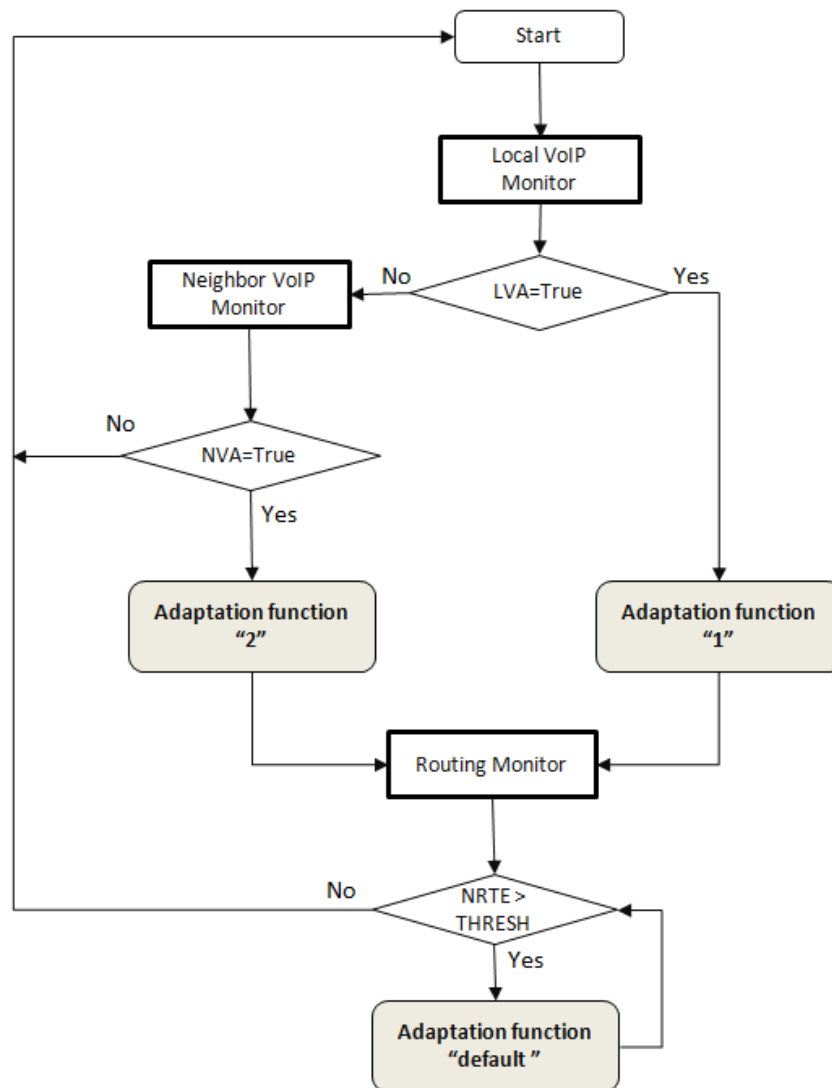 Start
Local VoIP
Monitor
No
LVA=True
Yes
Neighbor VoIP
Monitor
No
NVA=True
Yes
Adaptation function
“2”
Adaptation function
“1”
Routing Monitor
No
NRTE >
THRESH
Yes
Adaptation function
“default ”